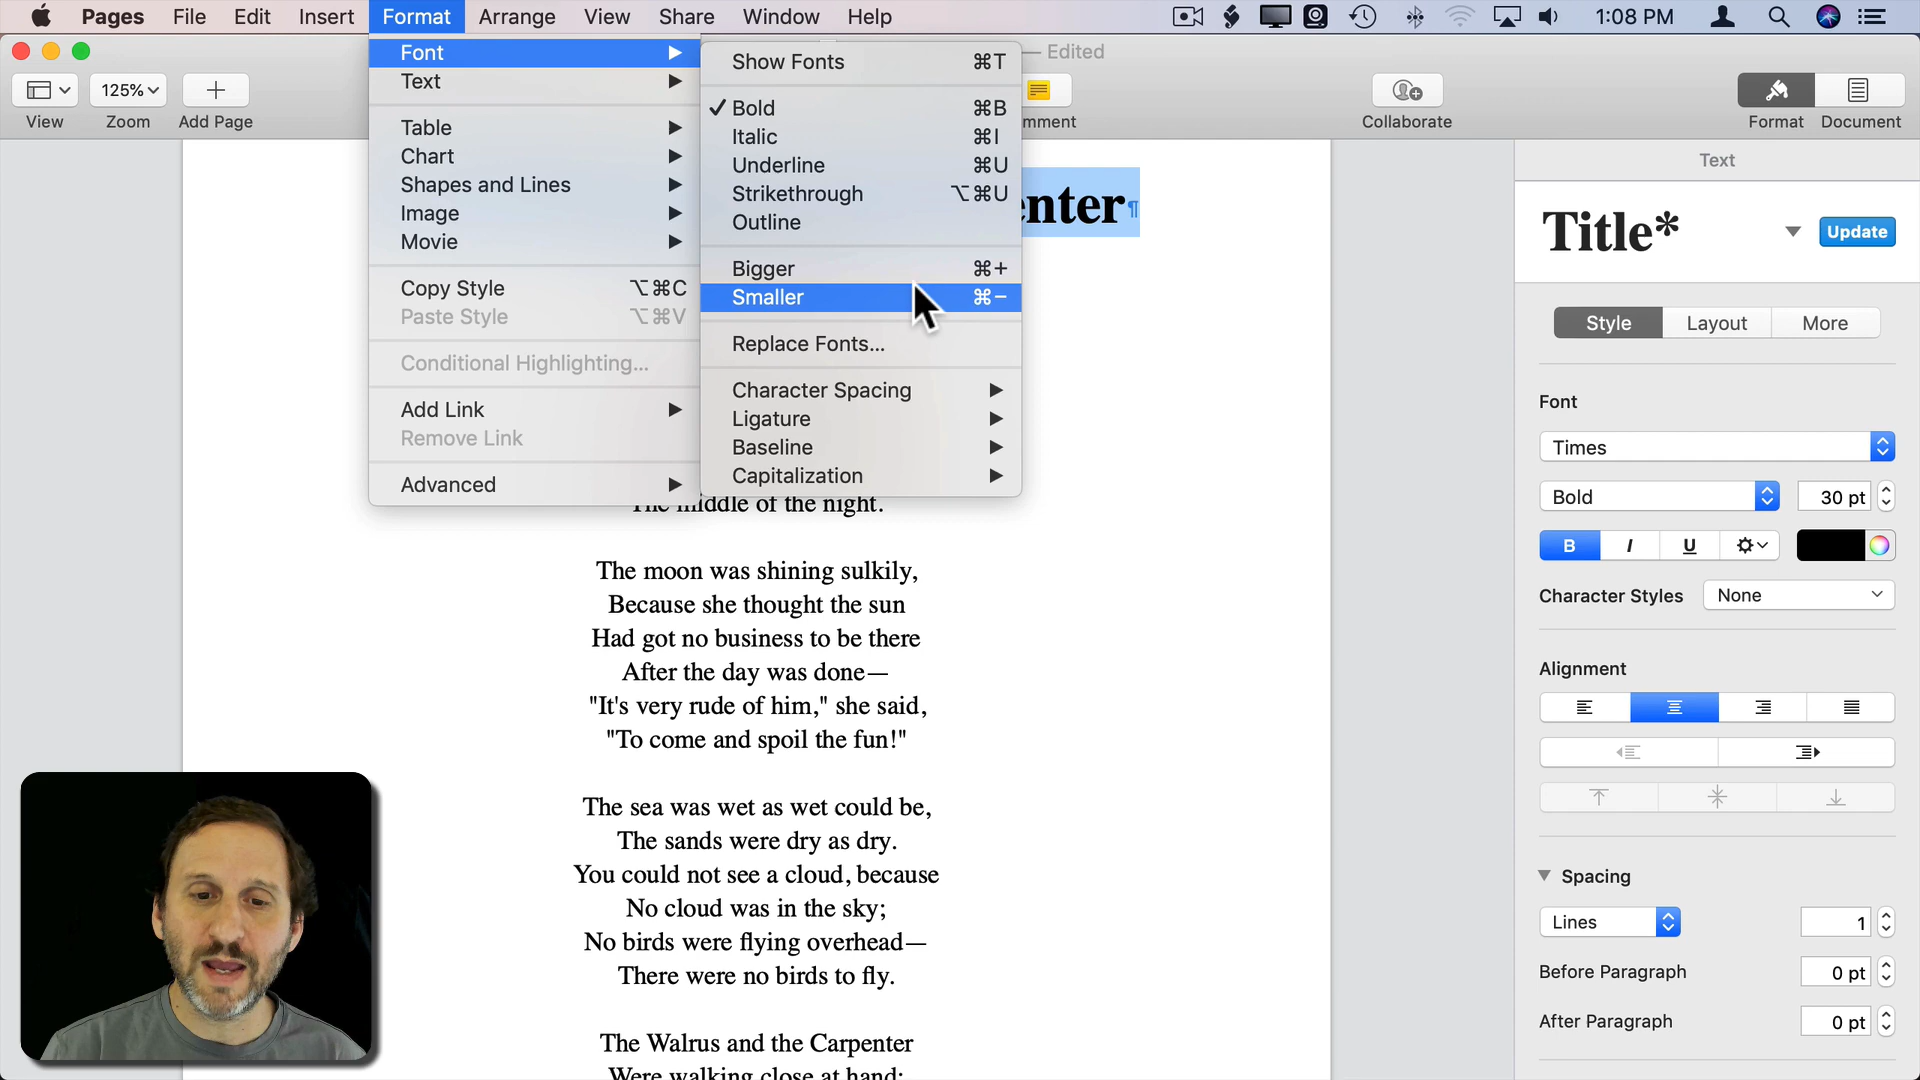 Pages File Edit Insert Format Arrange View Share Window Help 1:08 PM
— Edited
125%
View Zoom Add Page mment Collaborate Format Document
Font
Text
Table
Chart
Shapes and Lines
Image
Movie
Copy Style ⌥⌘C
Paste Style ⌥⌘V
Conditional Highlighting...
Add Link
Remove Link
Advanced
Show Fonts ⌘T
✓ Bold ⌘B
Italic ⌘I
Underline ⌘U
Strikethrough ⌥⌘U
Outline
Bigger ⌘+
Smaller ⌘−
Replace Fonts...
Character Spacing
Ligature
Baseline
Capitalization
enter¶
The middle of the night.
The moon was shining sulkily,
Because she thought the sun
Had got no business to be there
After the day was done—
"It's very rude of him," she said,
"To come and spoil the fun!"
The sea was wet as wet could be,
The sands were dry as dry.
You could not see a cloud, because
No cloud was in the sky;
No birds were flying overhead—
There were no birds to fly.
The Walrus and the Carpenter
Were walking close at hand;
Text
Title* Update
Style Layout More
Font
Times
Bold 30 pt
B I U
Character Styles None
Alignment
Spacing
Lines 1
Before Paragraph 0 pt
After Paragraph 0 pt